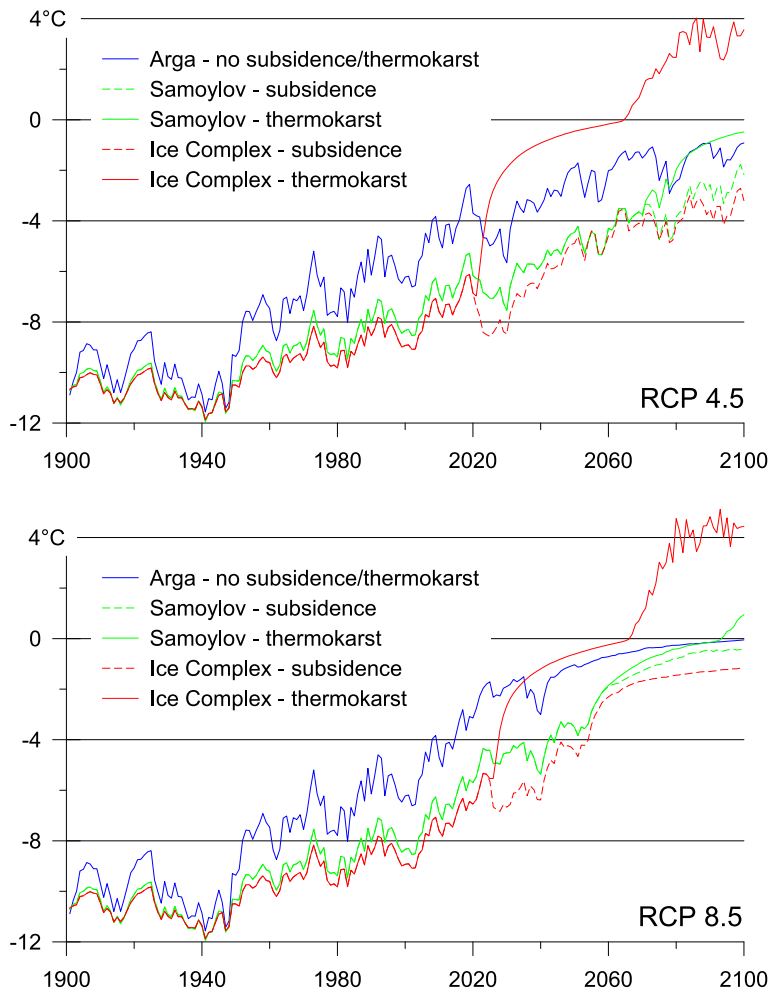 4°C
Arga - no subsidence/thermokarst
Samoylov - subsidence
Samoylov - thermokarst
Ice Complex - subsidence
Ice Complex - thermokarst
0
-4
-8
-12
RCP 4.5
1900 1940 1980 2020 2060 2100
4°C
Arga - no subsidence/thermokarst
Samoylov - subsidence
Samoylov - thermokarst
Ice Complex - subsidence
Ice Complex - thermokarst
0
-4
-8
-12
RCP 8.5
1900 1940 1980 2020 2060 2100